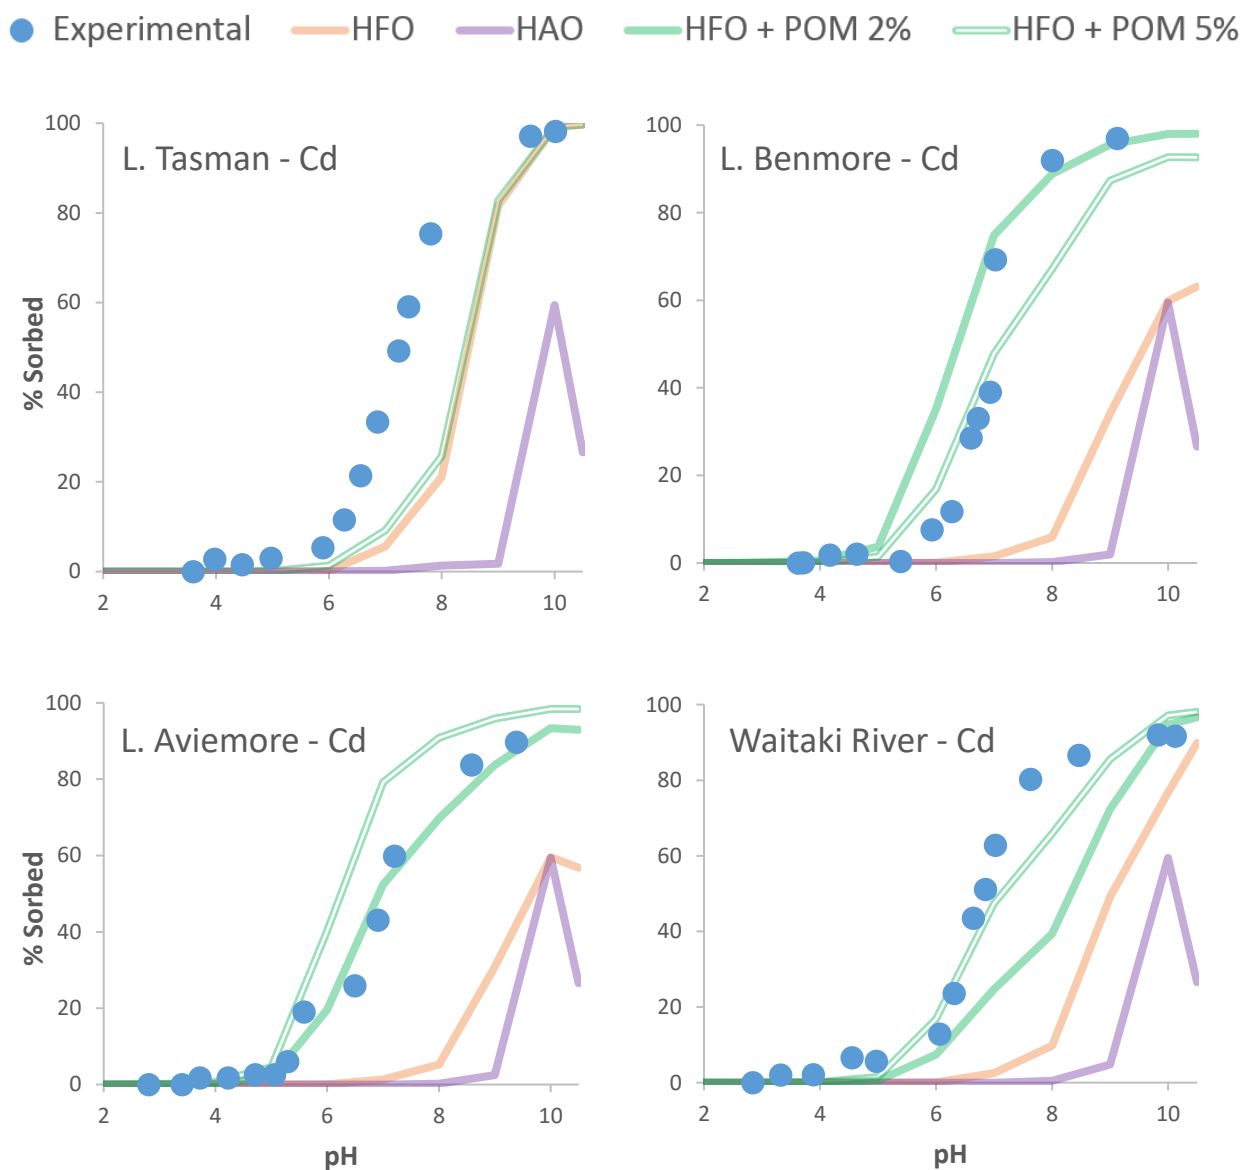 Experimental HFO HAO HFO + POM 2% HFO + POM 5%
L. Tasman - Cd
% Sorbed
100
80
60
40
20
0
2 4 6 8 10
L. Benmore - Cd
100
80
60
40
20
0
2 4 6 8 10
L. Aviemore - Cd
% Sorbed
100
80
60
40
20
0
2 4 6 8 10
pH
Waitaki River - Cd
100
80
60
40
20
0
2 4 6 8 10
pH